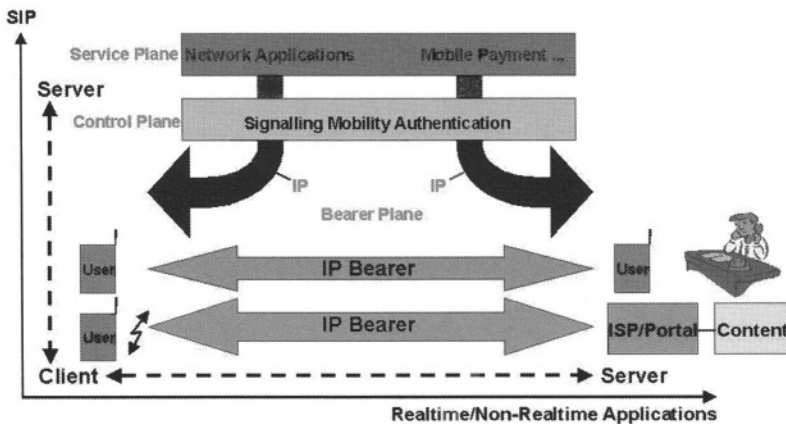 SIP
Service Plane Network Applications Mobile Payment ...
Server
Control Plane Signalling Mobility Authentication
IP IP
Bearer Plane
User IP Bearer User
User IP Bearer ISP/Portal Content
Client Server
Realtime/Non-Realtime Applications